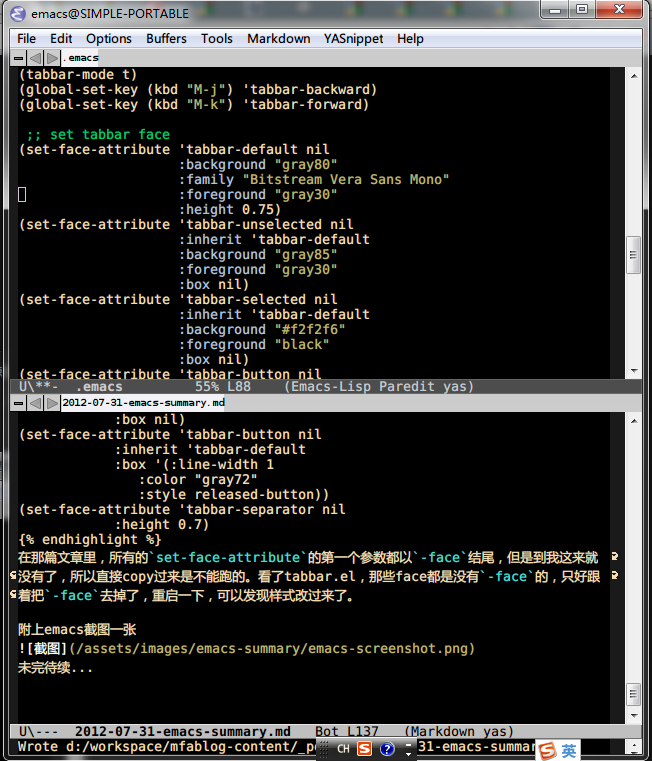 emacs@SIMPLE-PORTABLE
File Edit Options Buffers Tools Markdown YASnippet Help
.emacs
(tabbar-mode t)
(global-set-key (kbd "M-j") 'tabbar-backward)
(global-set-key (kbd "M-k") 'tabbar-forward)
;; set tabbar face
(set-face-attribute 'tabbar-default nil
:background "gray80"
:family "Bitstream Vera Sans Mono"
:foreground "gray30"
:height 0.75)
(set-face-attribute 'tabbar-unselected nil
:inherit 'tabbar-default
:background "gray85"
:foreground "gray30"
:box nil)
(set-face-attribute 'tabbar-selected nil
:inherit 'tabbar-default
:background "#f2f2f6"
:foreground "black"
:box nil)
(set-face-attribute 'tabbar-button nil
U\**- .emacs 55% L88 (Emacs-Lisp Paredit yas)
2012-07-31-emacs-summary.md
:box nil)
(set-face-attribute 'tabbar-button nil
:inherit 'tabbar-default
:box '(:line-width 1
:color "gray72"
:style released-button))
(set-face-attribute 'tabbar-separator nil
:height 0.7)
{% endhighlight %}
在那篇文章里，所有的`set-face-attribute`的第一个参数都以`-face`结尾，但是到我这来就
没有了，所以直接copy过来是不能跑的。看了tabbar.el，那些face都是没有`-face`的，只好跟
着把`-face`去掉了，重启一下，可以发现样式改过来了。
附上emacs截图一张
![截图](/assets/images/emacs-summary/emacs-screenshot.png)
未完待续...
U\--- 2012-07-31-emacs-summary.md Bot L137 (Markdown yas)
Wrote d:/workspace/mfablog-content/_po 31-emacs-summar
CH S ? S 英